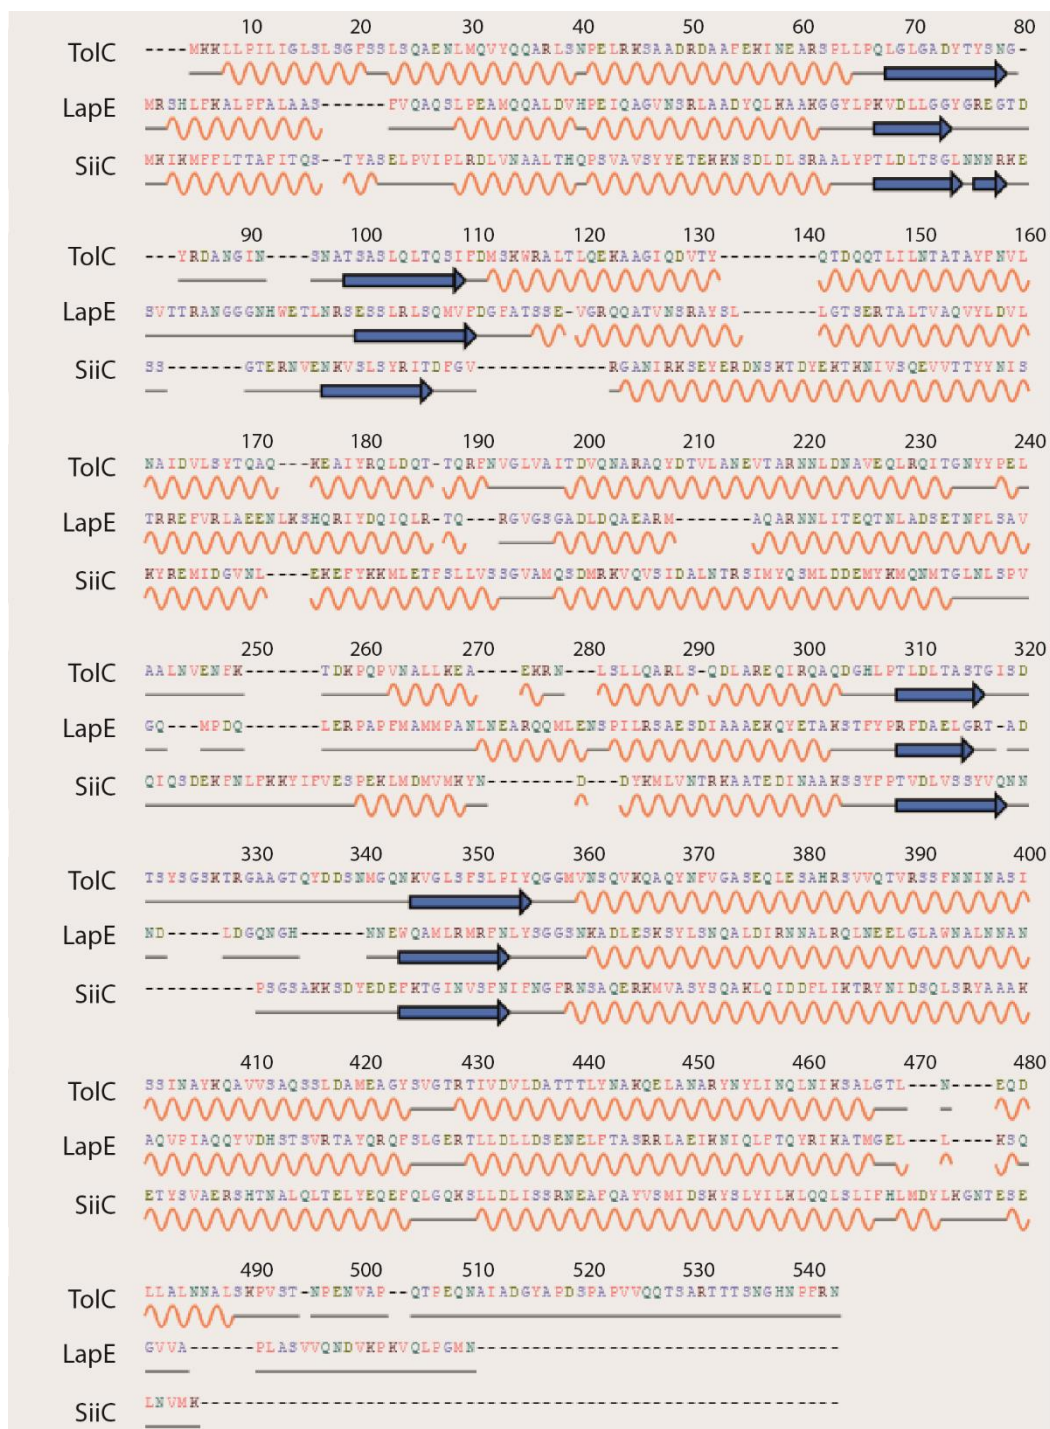 10 20 30 40 50 60 70 80
TolC ----MKKLLPILIGLSLSGFSSLSQAENLMQVYQQARLSNPELRKSAADRDAAFEKINEARSPLLPQLGLGADYTYSNG-
LapE MRSHLFKALPFALAAS------FVQAQSLPEAMQQALDVHPEIQAGVNSRLAADYQLKAAKGGYLPKVDLLGGYGREGTD
SiiC MKIKMFFLTTAFITQS--TYASELPVIPLRDLVNAALTHQPSVAVSYYETEKKNSDLDLSRAALYPTLDLTSGLNNNRKE
90 100 110 120 130 140 150 160
TolC ---YRDANGIN----SNATSASLQLTQSIFDMSKWRALTLQEKAAGIQDVTY---------QTDQQTLILNTATAYFNVL
LapE SVTTRANGGGNHWETLNRSESSLRLSQMVFDGFATSSE-VGRQQATVNSRAYSL-------LGTSERTALTVAQVYLDVL
SiiC SS-------GTERNVENKVSLSYRITDFGV------------RGANIRKSEYERDNSKTDYEKTKNIVSQEVVTTYYNIS
170 180 190 200 210 220 230 240
TolC NAIDVLSYTQAQ---KEAIYRQLDQT-TQRFNVGLVAITDVQNARAQYDTVLANEVTARNNLDNAVEQLRQITGNYYPEL
LapE TRREFVRLAEENLKSHQRIYDQIQLR-TQ---RGVGSGADLDQAEARM-------AQARNNLITEQTNLADSETNFLSAV
SiiC KYREMIDGVNL----EKEFYKKMLETFSLLVSSGVAMQSDMRKVQVSIDALNTRSIMYQSMLDDEMYKMQNMTGLNLSPV
250 260 270 280 290 300 310 320
TolC AALNVENFK-------TDKPQPVNALLKEA----EKRN---LSLLQARLS-QDLAREQIRQAQDGHLPTLDLTASTGISD
LapE GQ---MPDQ-------LERPAPFMAMMPANLNEARQQMLENSPILRSAESDIAAAEKQYETAKSTFYPRFDAELGRT-AD
SiiC QIQSDEKFNLFKKYIFVESPEKLMDMVMKYN--------D---DYKMLVNTRKAATEDINAAKSSYFPTVDLVSSYVQNN
330 340 350 360 370 380 390 400
TolC TSYSGSKTRGAAGTQYDDSNMGQNKVGLSFSLPIYQGGMVNSQVKQAQYNFVGASEQLESAHRSVVQTVRSSFNNINASI
LapE ND-----LDGQNGH------NNEWQAMLRMRFNLYSGGSNKADLESKSYLSNQALDIRNNALRQLNEELGLAWNALNNAN
SiiC ----------PSGSAKKSDYEDEFKTGINVSFNIFNGFRNSAQERKMVASYSQAKLQIDDFLIKTRYNIDSQLSRYAAAK
410 420 430 440 450 460 470 480
TolC SSINAYKQAVVSAQSSLDAMEAGYSVGTRTIVDVLDATTTLYNAKQELANARYNYLINQLNIKSALGTL---N----EQD
LapE AQVPIAQQYVDHSTSVRTAYQRQFSLGERTLLDLLDSENELFTASRRLAEIKNIQLFTQYRIKATMGEL---L----KSQ
SiiC ETYSVAERSHTNALQLTELYEQEFQLGQKSLLDLISSRNEAFQAYVSMIDSKYSLYILKLQQLSLIFHLMDYLKGNTESE
490 500 510 520 530 540
TolC LLALNNALSKPVST-NPENVAP--QTPEQNAIADGYAPDSPAPVVQQTSARTTTSNGHNPFRN
LapE GVVA------PLASVVQNDVKPKVQLPGMN---------------------------------
SiiC LNVMK----------------------------------------------------------